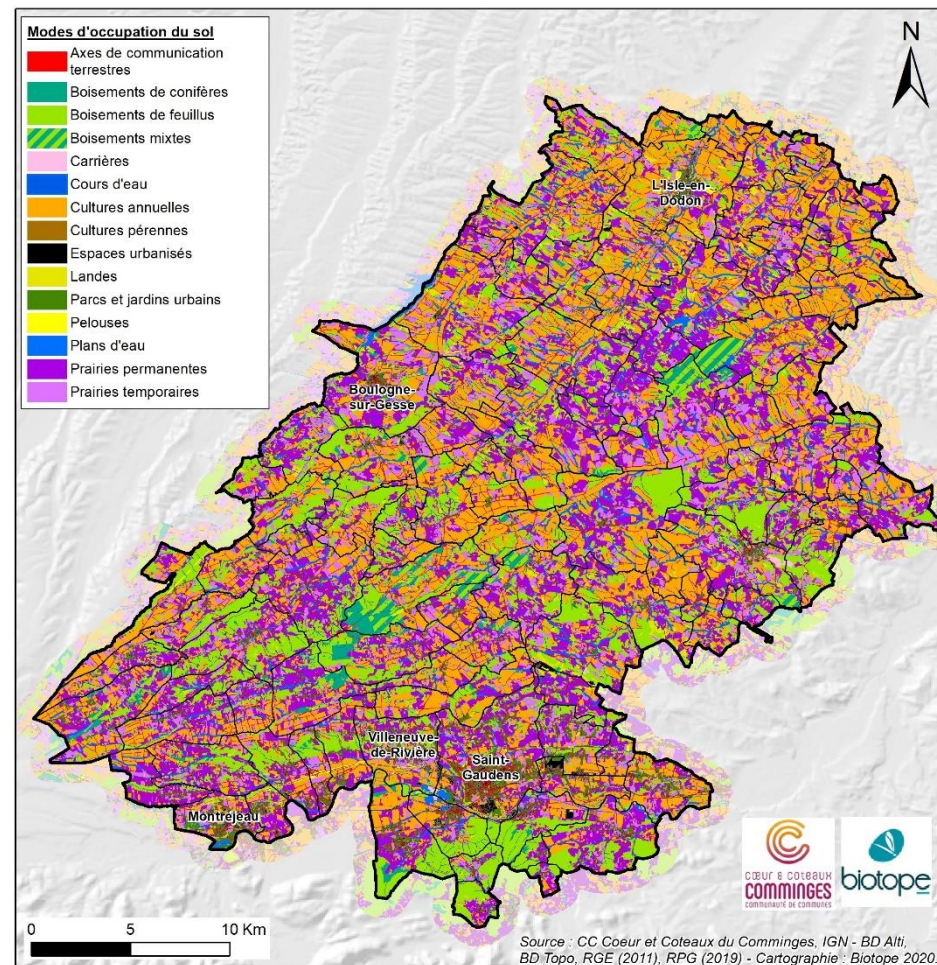 Modes d'occupation du sol
Axes de communication
terrestres
Boisements de conifères
Boisements de feuillus
Boisements mixtes
Carrières
Cours d'eau
Cultures annuelles
Cultures pérennes
Espaces urbanisés
Landes
Parcs et jardins urbains
Pelouses
Plans d'eau
Prairies permanentes
Prairies temporaires
N
L'Isle-en-
Dodon
Boulogne-
sur-Gesse
Villeneuve-
de-Rivière
Saint-
Gaudens
Montréjeau
0 5 10 Km
cœur & coteaux
COMMINGES
COMMUNAUTÉ DE COMMUNES
biotope
Source : CC Coeur et Coteaux du Comminges, IGN - BD Alti,
BD Topo, RGE (2011), RPG (2019) - Cartographie : Biotope 2020.